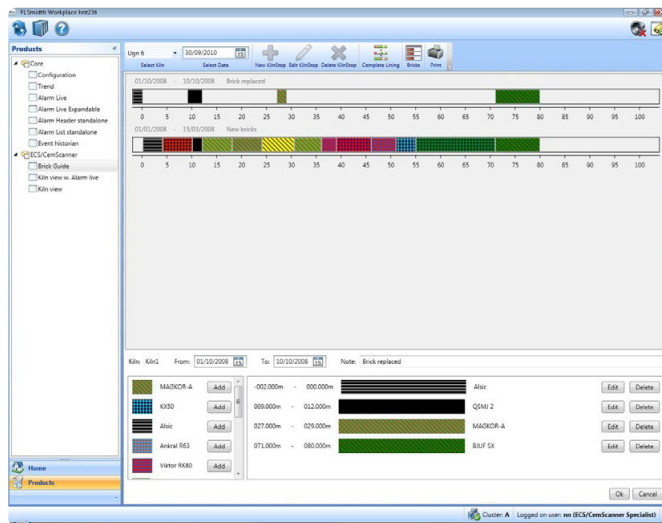 FLSmidth Workplace hnt236
Products «
Core
Configuration
Trend
Alarm Live
Alarm Live Expandable
Alarm Header standalone
Alarm List standalone
Event historian
ECS/CemScanner
Brick Guide
Kiln view w. Alarm live
Kiln view
Home
Products
Ugn 6 30/09/2010 15
Select Kiln Select Date New KilnStop Edit KilnStop Delete KilnStop Complete Lining Bricks Print
01/10/2008 - 10/10/2008 Brick replaced
0 5 10 15 20 25 30 35 40 45 50 55 60 65 70 75 80 85 90 95 100
01/01/2008 - 15/03/2008 New bricks
0 5 10 15 20 25 30 35 40 45 50 55 60 65 70 75 80 85 90 95 100
Kiln: Kiln1 From: 01/10/2008 15 To: 10/10/2008 15 Note: Brick replaced
MAGKOR-A Add
KX50 Add
Alsic Add
Ankral R63 Add
Viktor RK80 Add
-002.000m - 000.000m Alsic Edit Delete
009.000m - 012.000m QSMJ 2 Edit Delete
027.000m - 029.000m MAGKOR-A Edit Delete
071.000m - 080.000m BJUF SX Edit Delete
Ok Cancel
Cluster: A Logged on user: nn (ECS/CemScanner Specialist)